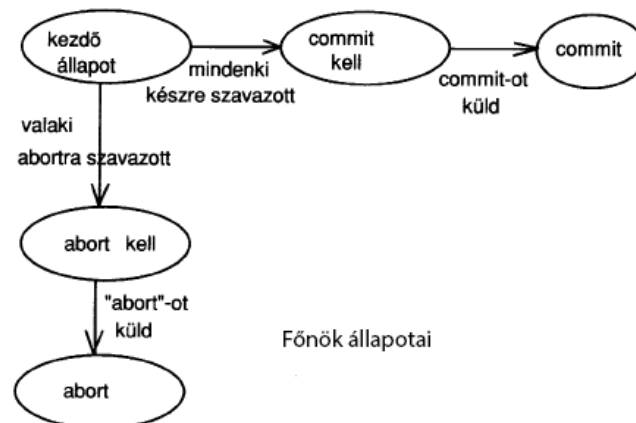 kezdő
állapot
mindenki
készre szavazott
commit
kell
commit-ot
küld
commit
valaki
abortra szavazott
abort kell
"abort"-ot
küld
abort
Főnök állapotai